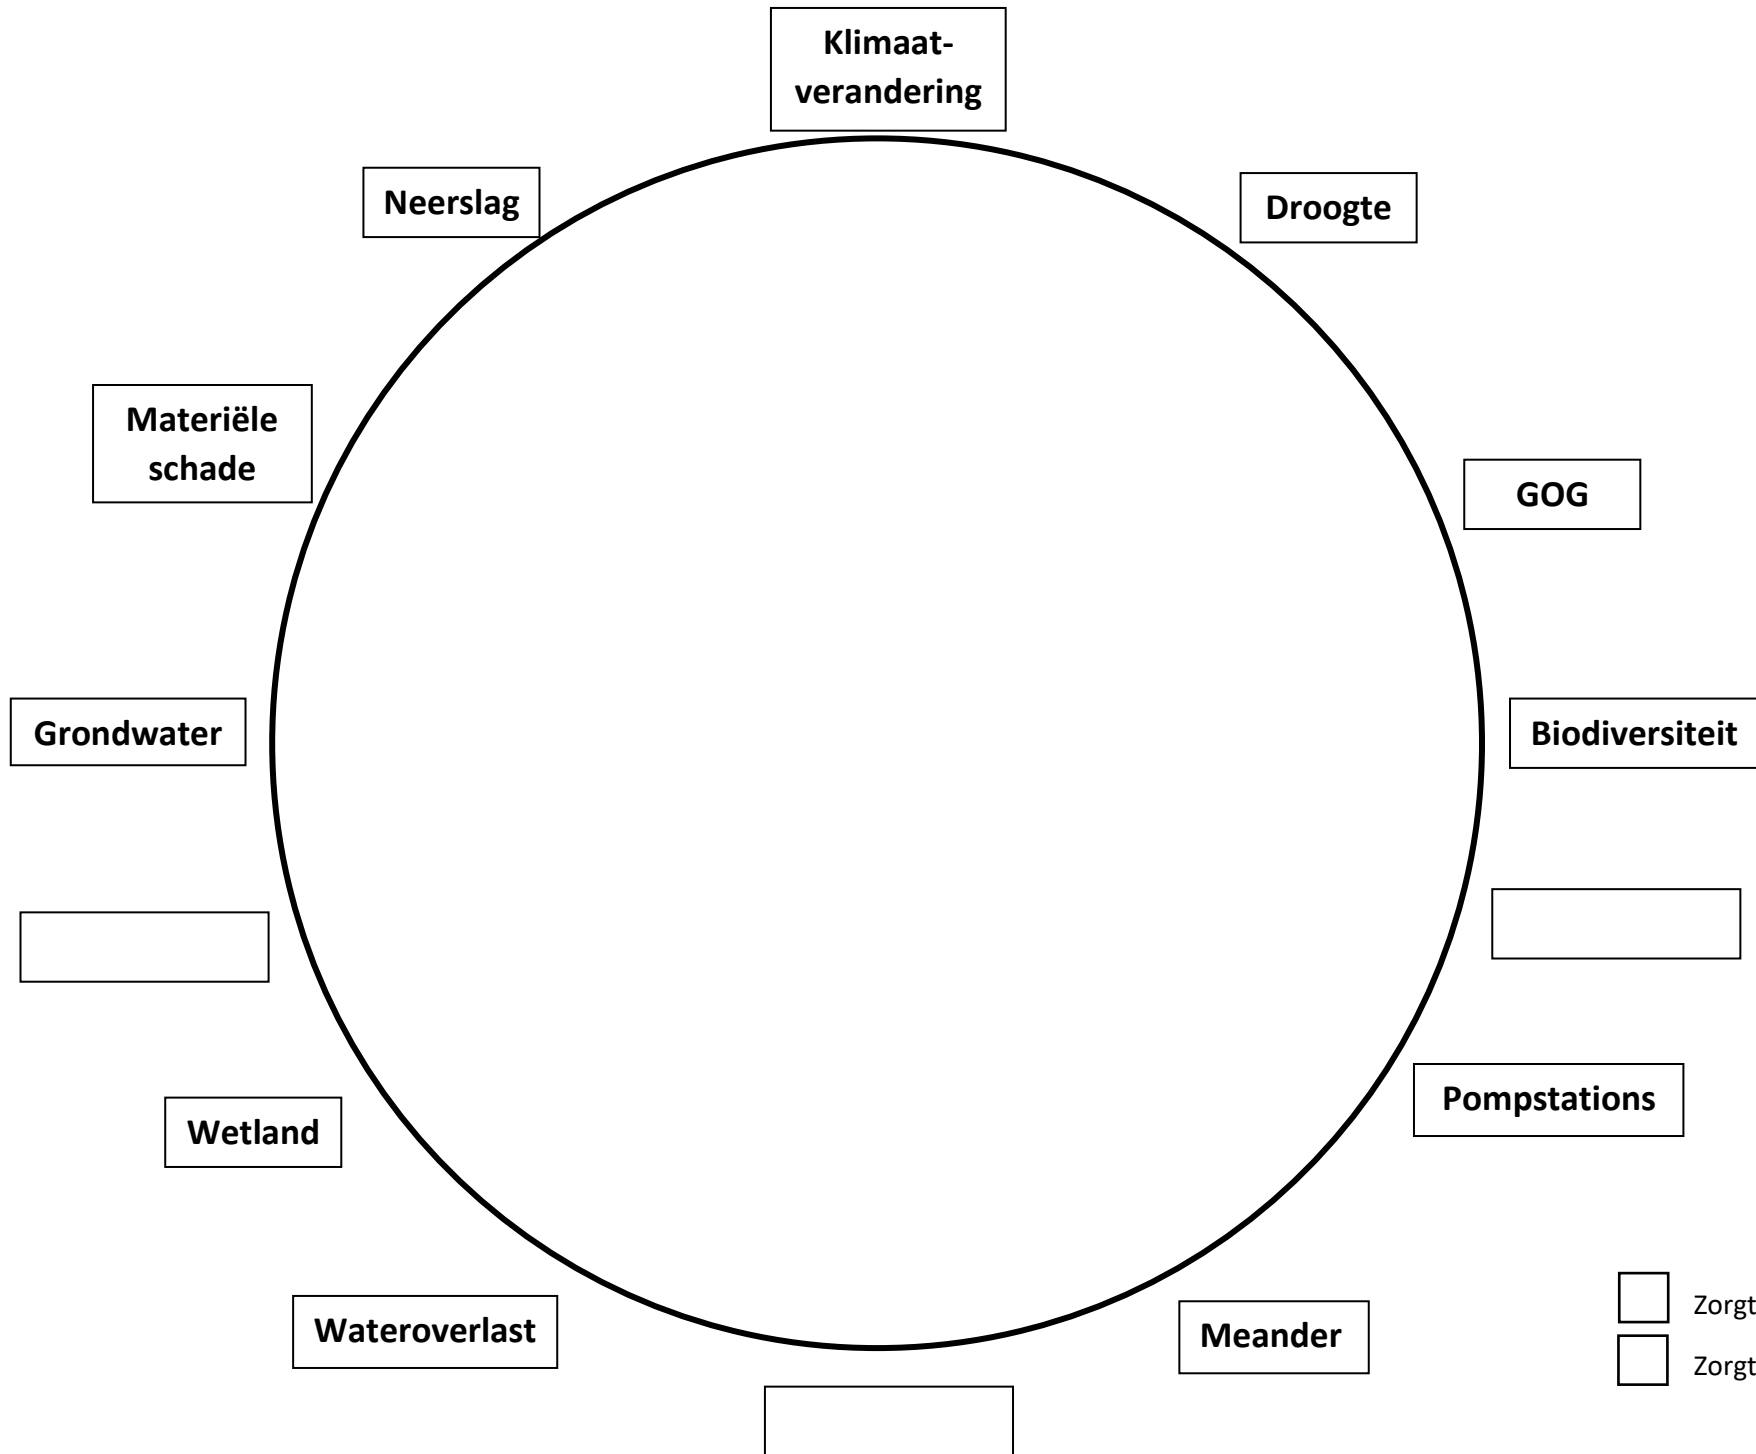 Klimaat-
verandering
Neerslag
Droogte
Materiële
schade
GOG
Grondwater
Biodiversiteit
Pompstations
Wetland
Zorgt
Wateroverlast
Meander
Zorgt